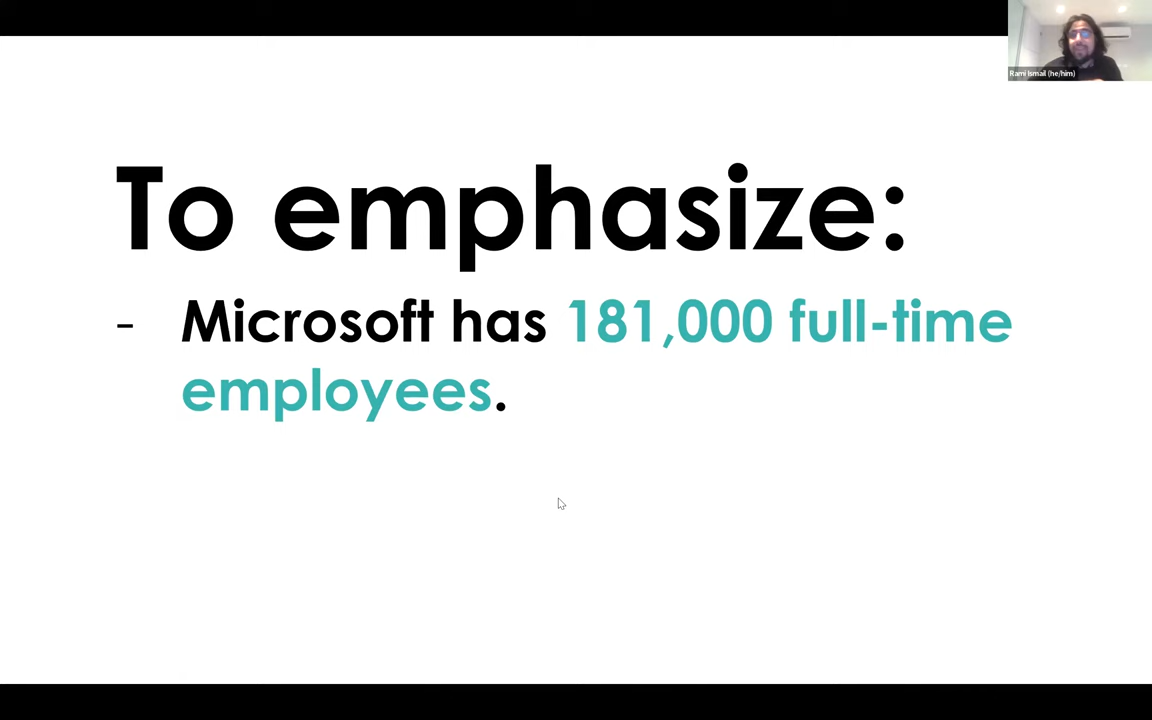 Rami Ismail (he/him)
To emphasize:
- Microsoft has 181,000 full-time
employees.